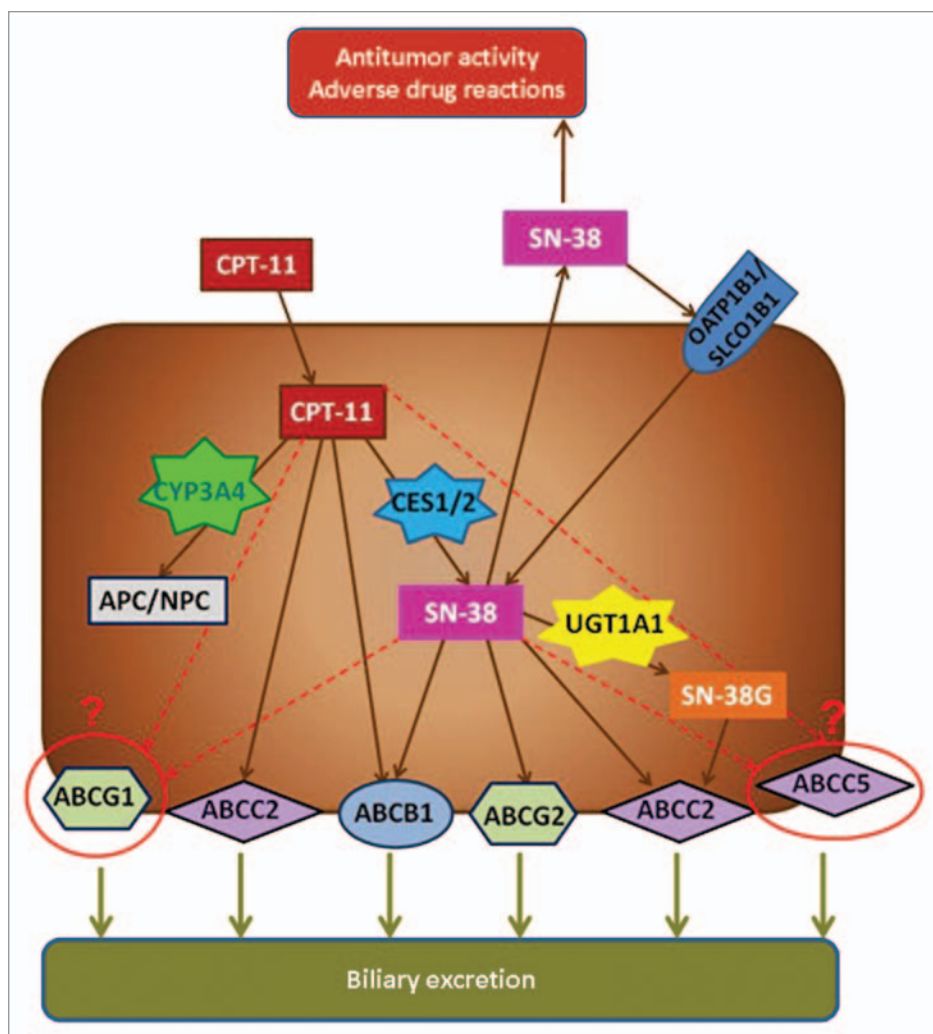 Antitumor activity
Adverse drug reactions
SN-38
CPT-11
OATP1B1/
SLCO1B1
CPT-11
CYP3A4
CES1/2
APC/NPC
SN-38
UGT1A1
SN-38G
?
?
ABCG1
ABCC2
ABCB1
ABCG2
ABCC2
ABCC5
Biliary excretion